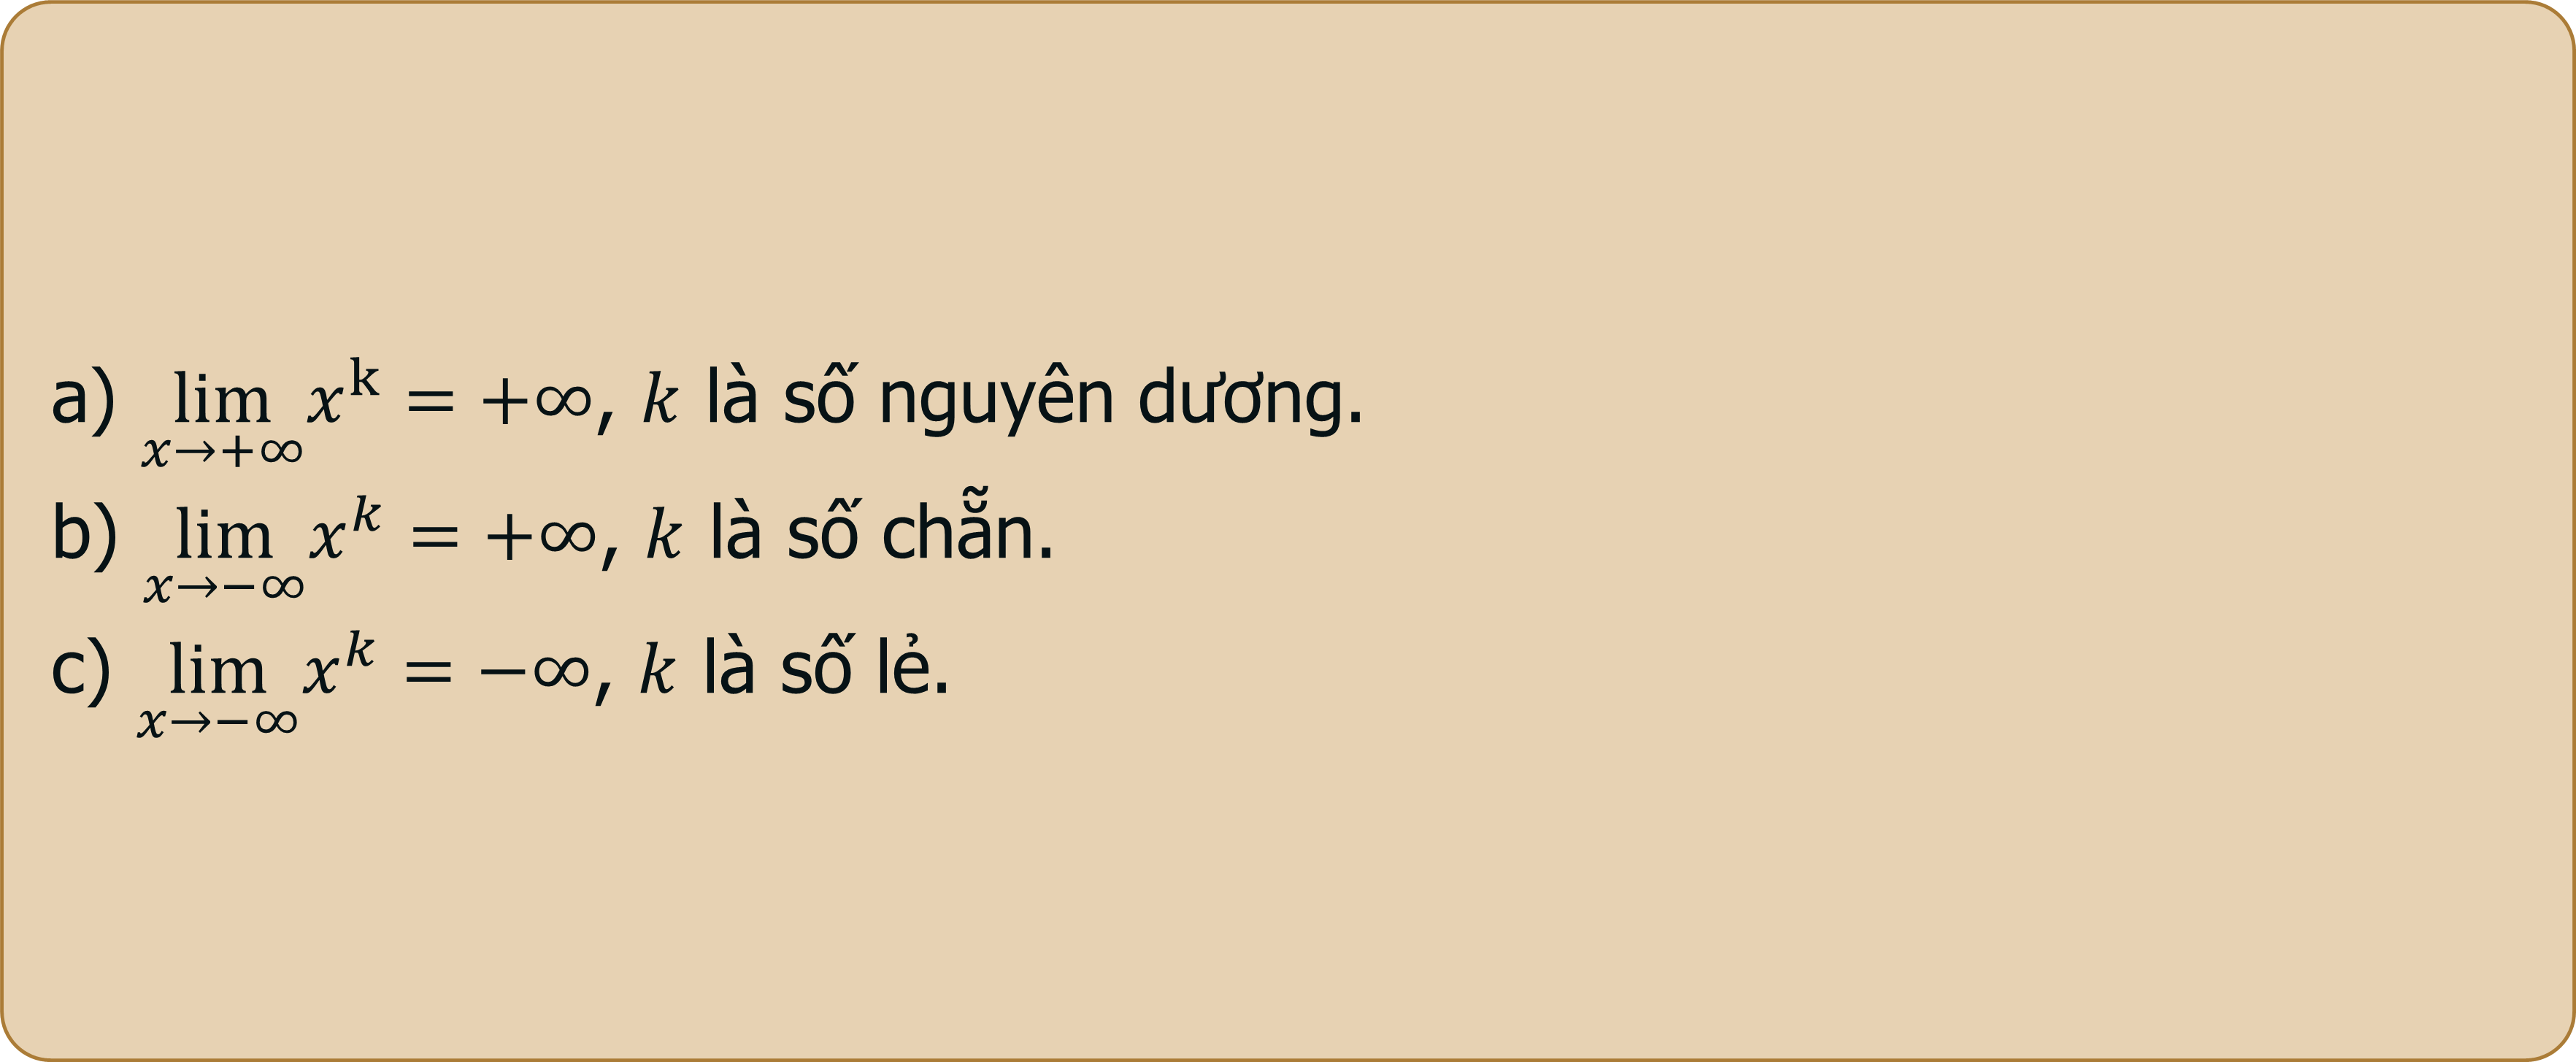 a) lim_{x→+∞} x^k = +∞, k là số nguyên dương.
b) lim_{x→−∞} x^k = +∞, k là số chẵn.
c) lim_{x→−∞} x^k = −∞, k là số lẻ.